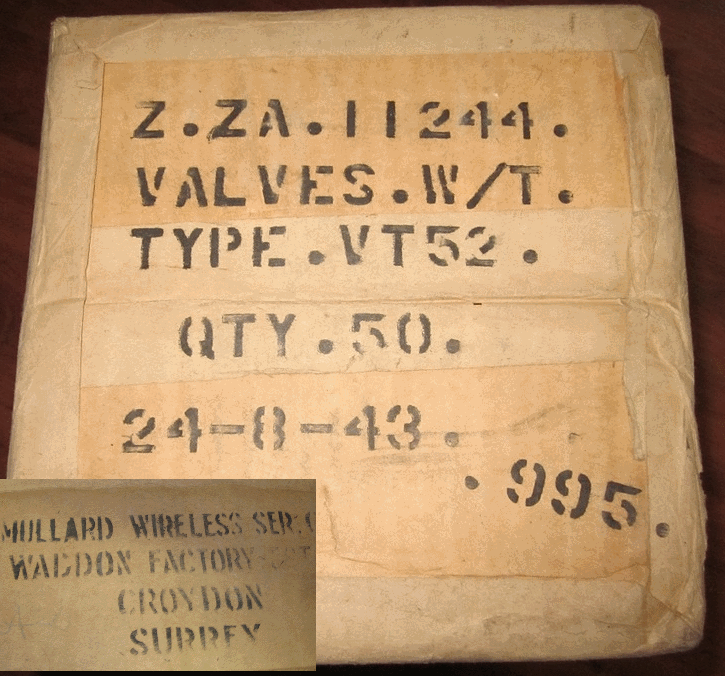 Z.ZA.11244.
VALVES.W/T.
TYPE.VT52.
QTY.50.
24-8-43.
.995.
MULLARD WIRELESS
WADDON FACTORY
CROYDON
SURREY